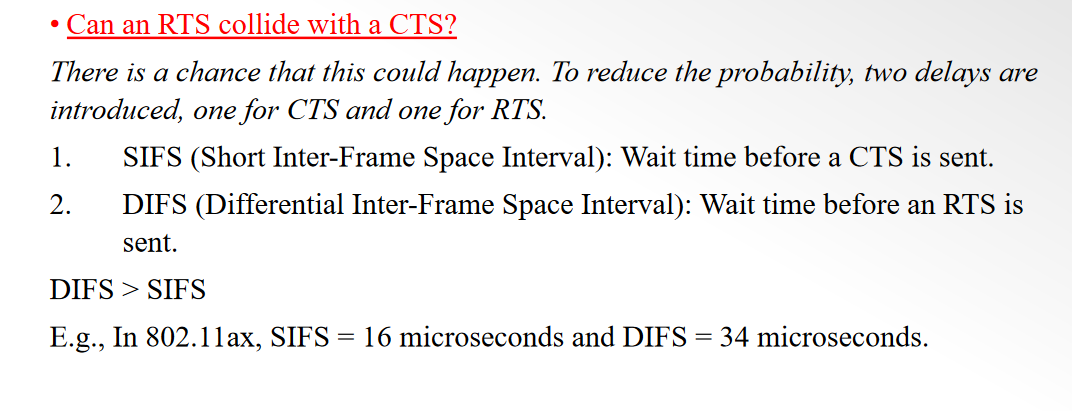 • Can an RTS collide with a CTS?
There is a chance that this could happen. To reduce the probability, two delays are
introduced, one for CTS and one for RTS.
1. SIFS (Short Inter-Frame Space Interval): Wait time before a CTS is sent.
2. DIFS (Differential Inter-Frame Space Interval): Wait time before an RTS is
sent.
DIFS > SIFS
E.g., In 802.11ax, SIFS = 16 microseconds and DIFS = 34 microseconds.